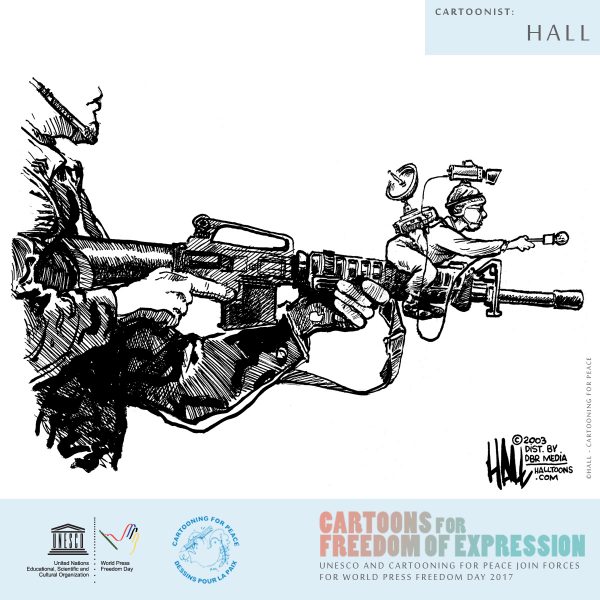 CARTOONIST:
HALL
©2003
DIST. BY
DBR MEDIA
HALLTOONS
.COM
HALL
©HALL - CARTOONING FOR PEACE
UNESCO
United Nations
Educational, Scientific and
Cultural Organization
World Press
Freedom Day
CARTOONING FOR PEACE
DESSINS POUR LA PAIX
CARTOONS FOR
FREEDOM OF EXPRESSION
UNESCO AND CARTOONING FOR PEACE JOIN FORCES
FOR WORLD PRESS FREEDOM DAY 2017